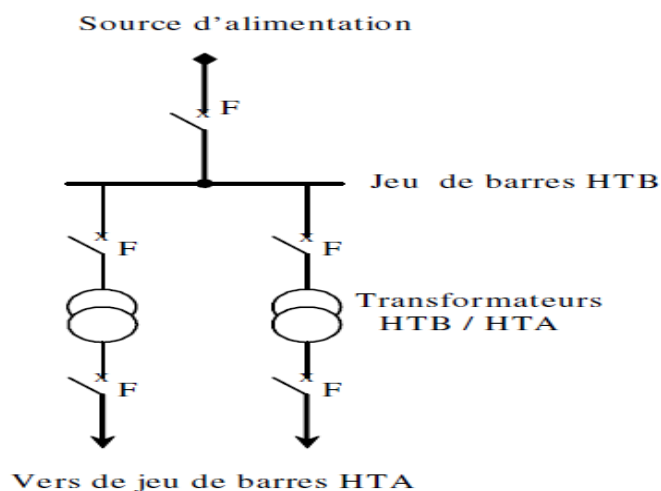 Source d'alimentation
F
Jeu de barres HTB
F
F
Transformateurs
HTB / HTA
F
F
Vers de jeu de barres HTA